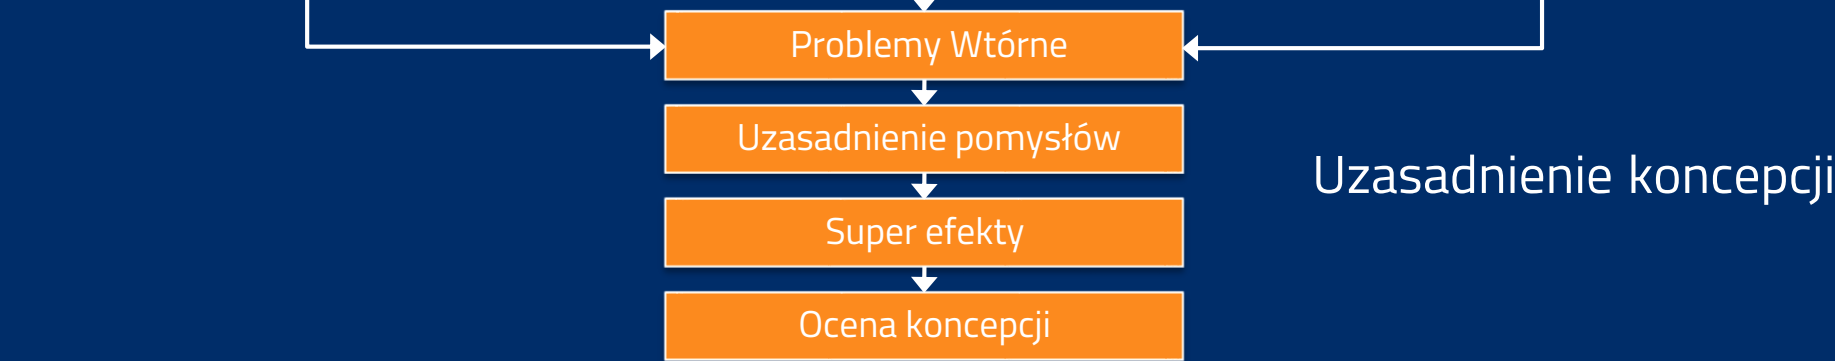 Problemy Wtórne
Uzasadnienie pomysłów
Uzasadnienie koncepcji
Super efekty
Ocena koncepcji